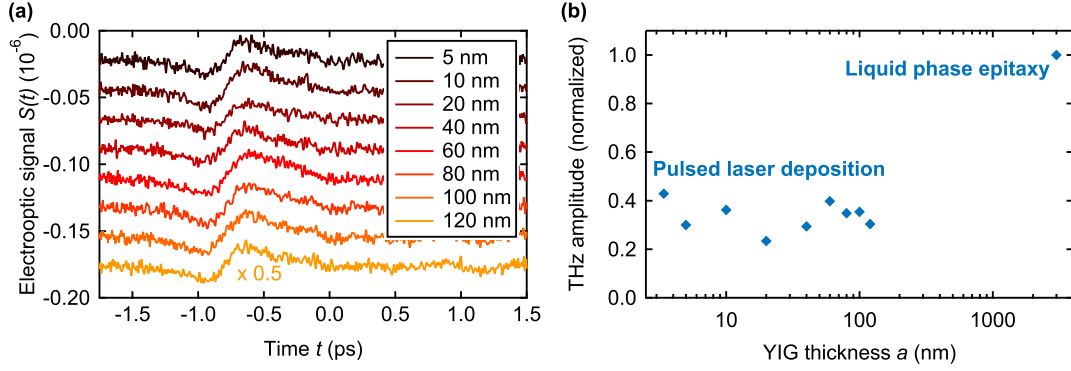 (a)
Electrooptic signal S(t) (10^-6)
0.00
-0.05
-0.10
-0.15
-0.20
5 nm
10 nm
20 nm
40 nm
60 nm
80 nm
100 nm
120 nm
x 0.5
-1.5 -1.0 -0.5 0.0 0.5 1.0 1.5
Time t (ps)
(b)
THz amplitude (normalized)
1.0
0.8
0.6
0.4
0.2
0.0
Liquid phase epitaxy
Pulsed laser deposition
10 100 1000
YIG thickness a (nm)